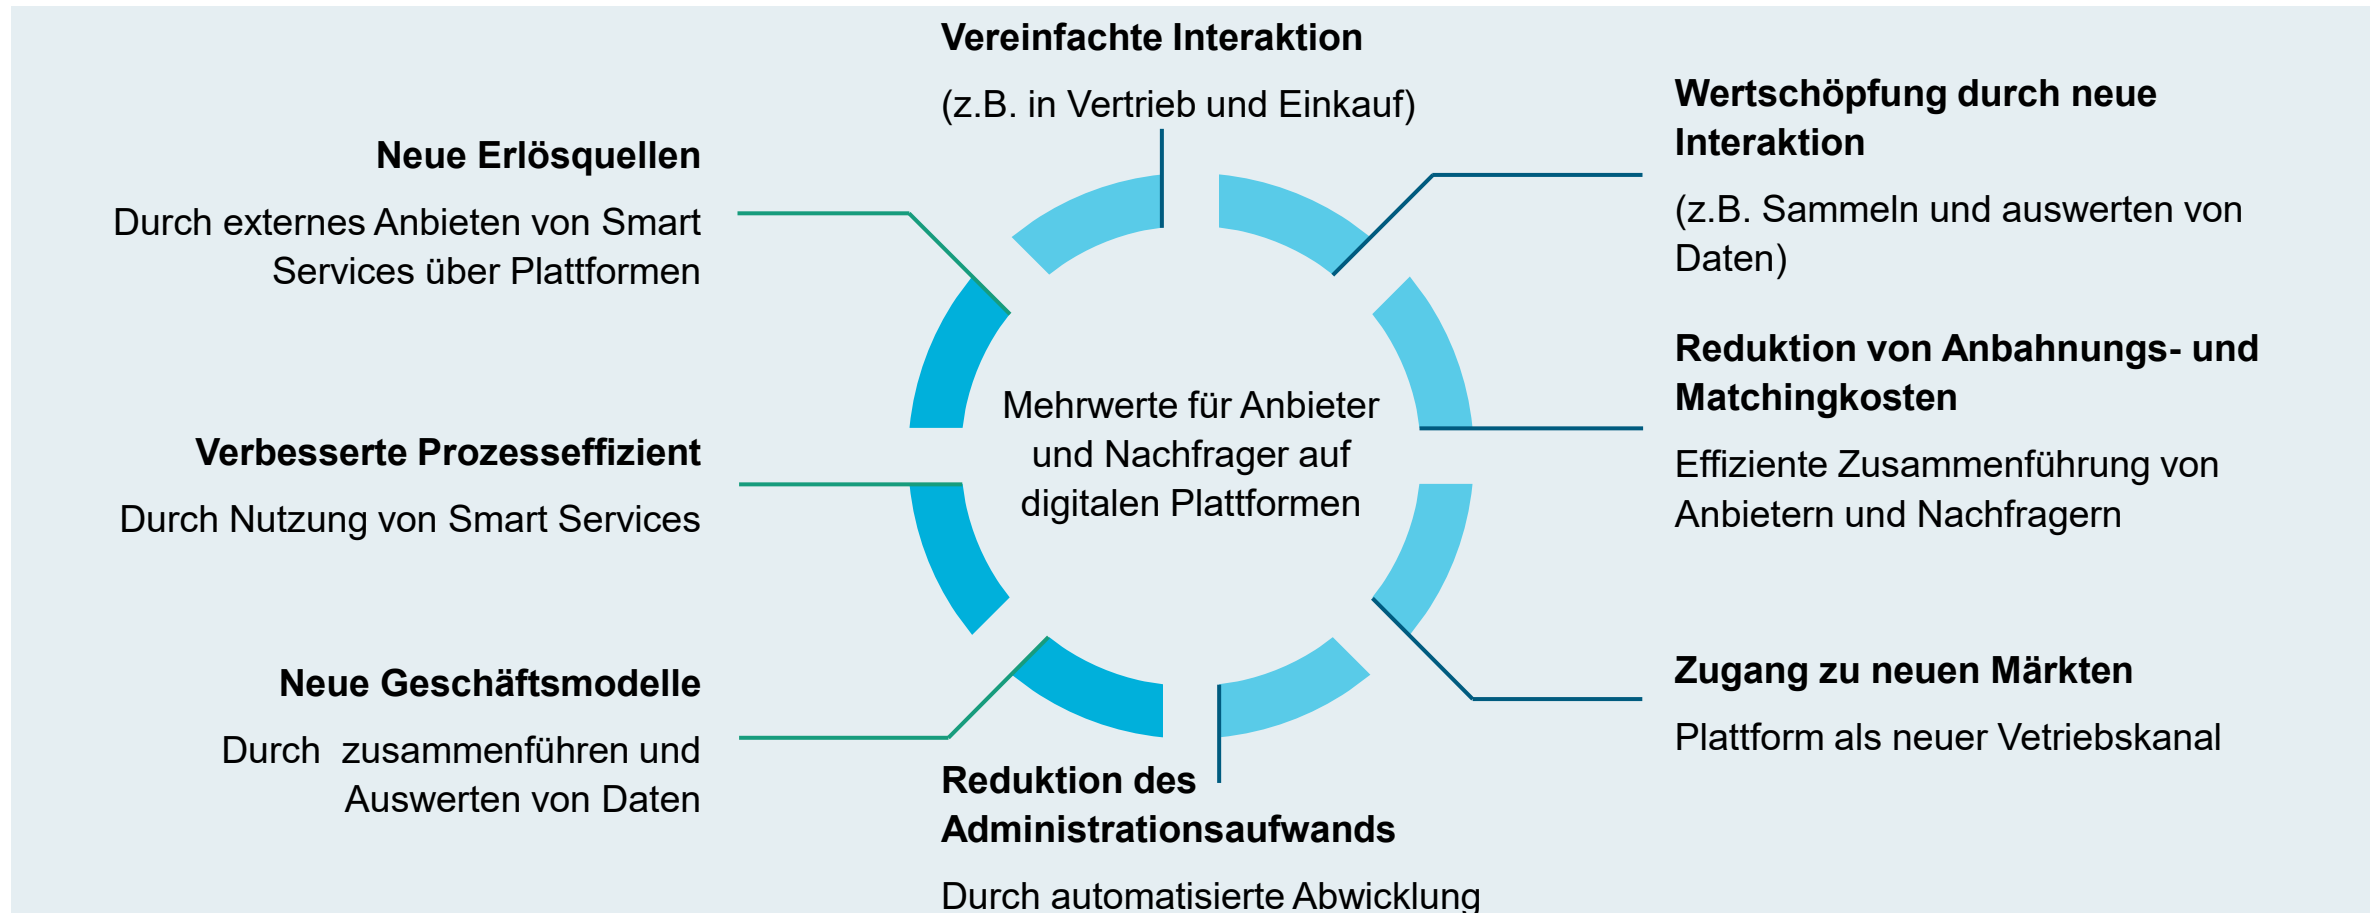 Vereinfachte Interaktion
(z.B. in Vertrieb und Einkauf)
Wertschöpfung durch neue
Interaktion
(z.B. Sammeln und auswerten von
Daten)
Reduktion von Anbahnungs- und
Matchingkosten
Effiziente Zusammenführung von
Anbietern und Nachfragern
Zugang zu neuen Märkten
Plattform als neuer Vetriebskanal
Reduktion des
Administrationsaufwands
Durch automatisierte Abwicklung
Neue Geschäftsmodelle
Durch  zusammenführen und
Auswerten von Daten
Verbesserte Prozesseffizient
Durch Nutzung von Smart Services
Neue Erlösquellen
Durch externes Anbieten von Smart
Services über Plattformen
Mehrwerte für Anbieter
und Nachfrager auf
digitalen Plattformen